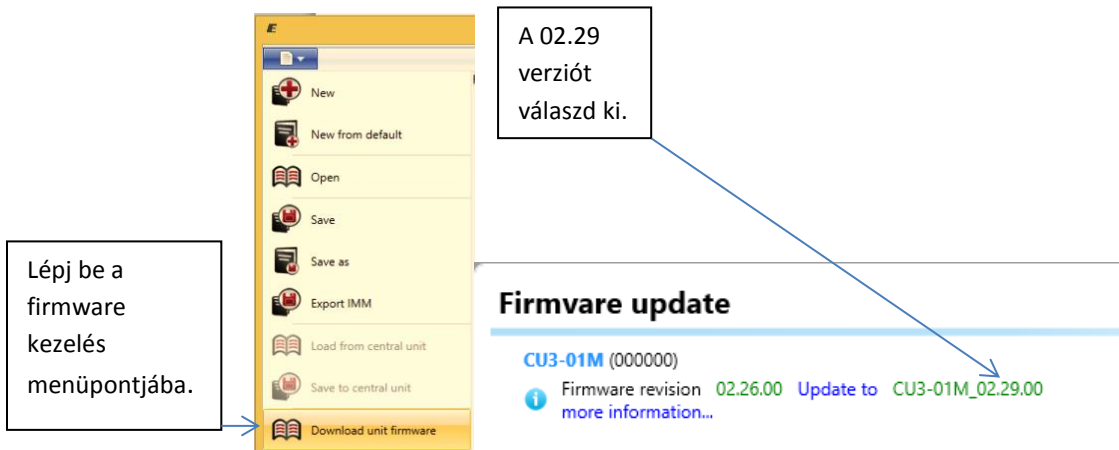 E
New
New from default
Open
Save
Save as
Export IMM
Load from central unit
Save to central unit
Download unit firmware
A 02.29
verziót
válaszd ki.
Lépj be a
firmware
kezelés
menüpontjába.
Firmvare update
CU3-01M (000000)
Firmware revision 02.26.00 Update to CU3-01M_02.29.00
more information...